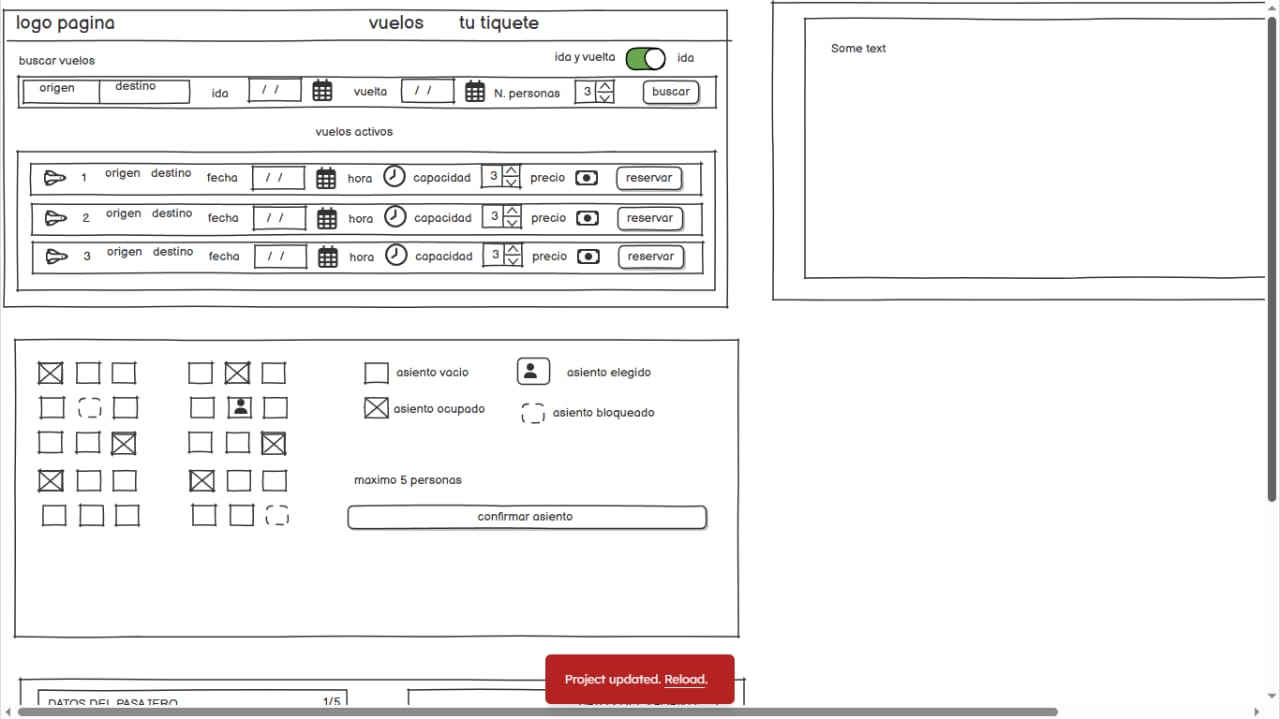 logo pagina vuelos tu tiquete
buscar vuelos ida y vuelta ida
origen destino ida / / vuelta / / N. personas 3 buscar
vuelos activos
1 origen destino fecha / / hora capacidad 3 precio reservar
2 origen destino fecha / / hora capacidad 3 precio reservar
3 origen destino fecha / / hora capacidad 3 precio reservar
Some text
asiento vacio asiento elegido
asiento ocupado asiento bloqueado
maximo 5 personas
confirmar asiento
Project updated. Reload.
DATOS DEL PASAJERO 1/5